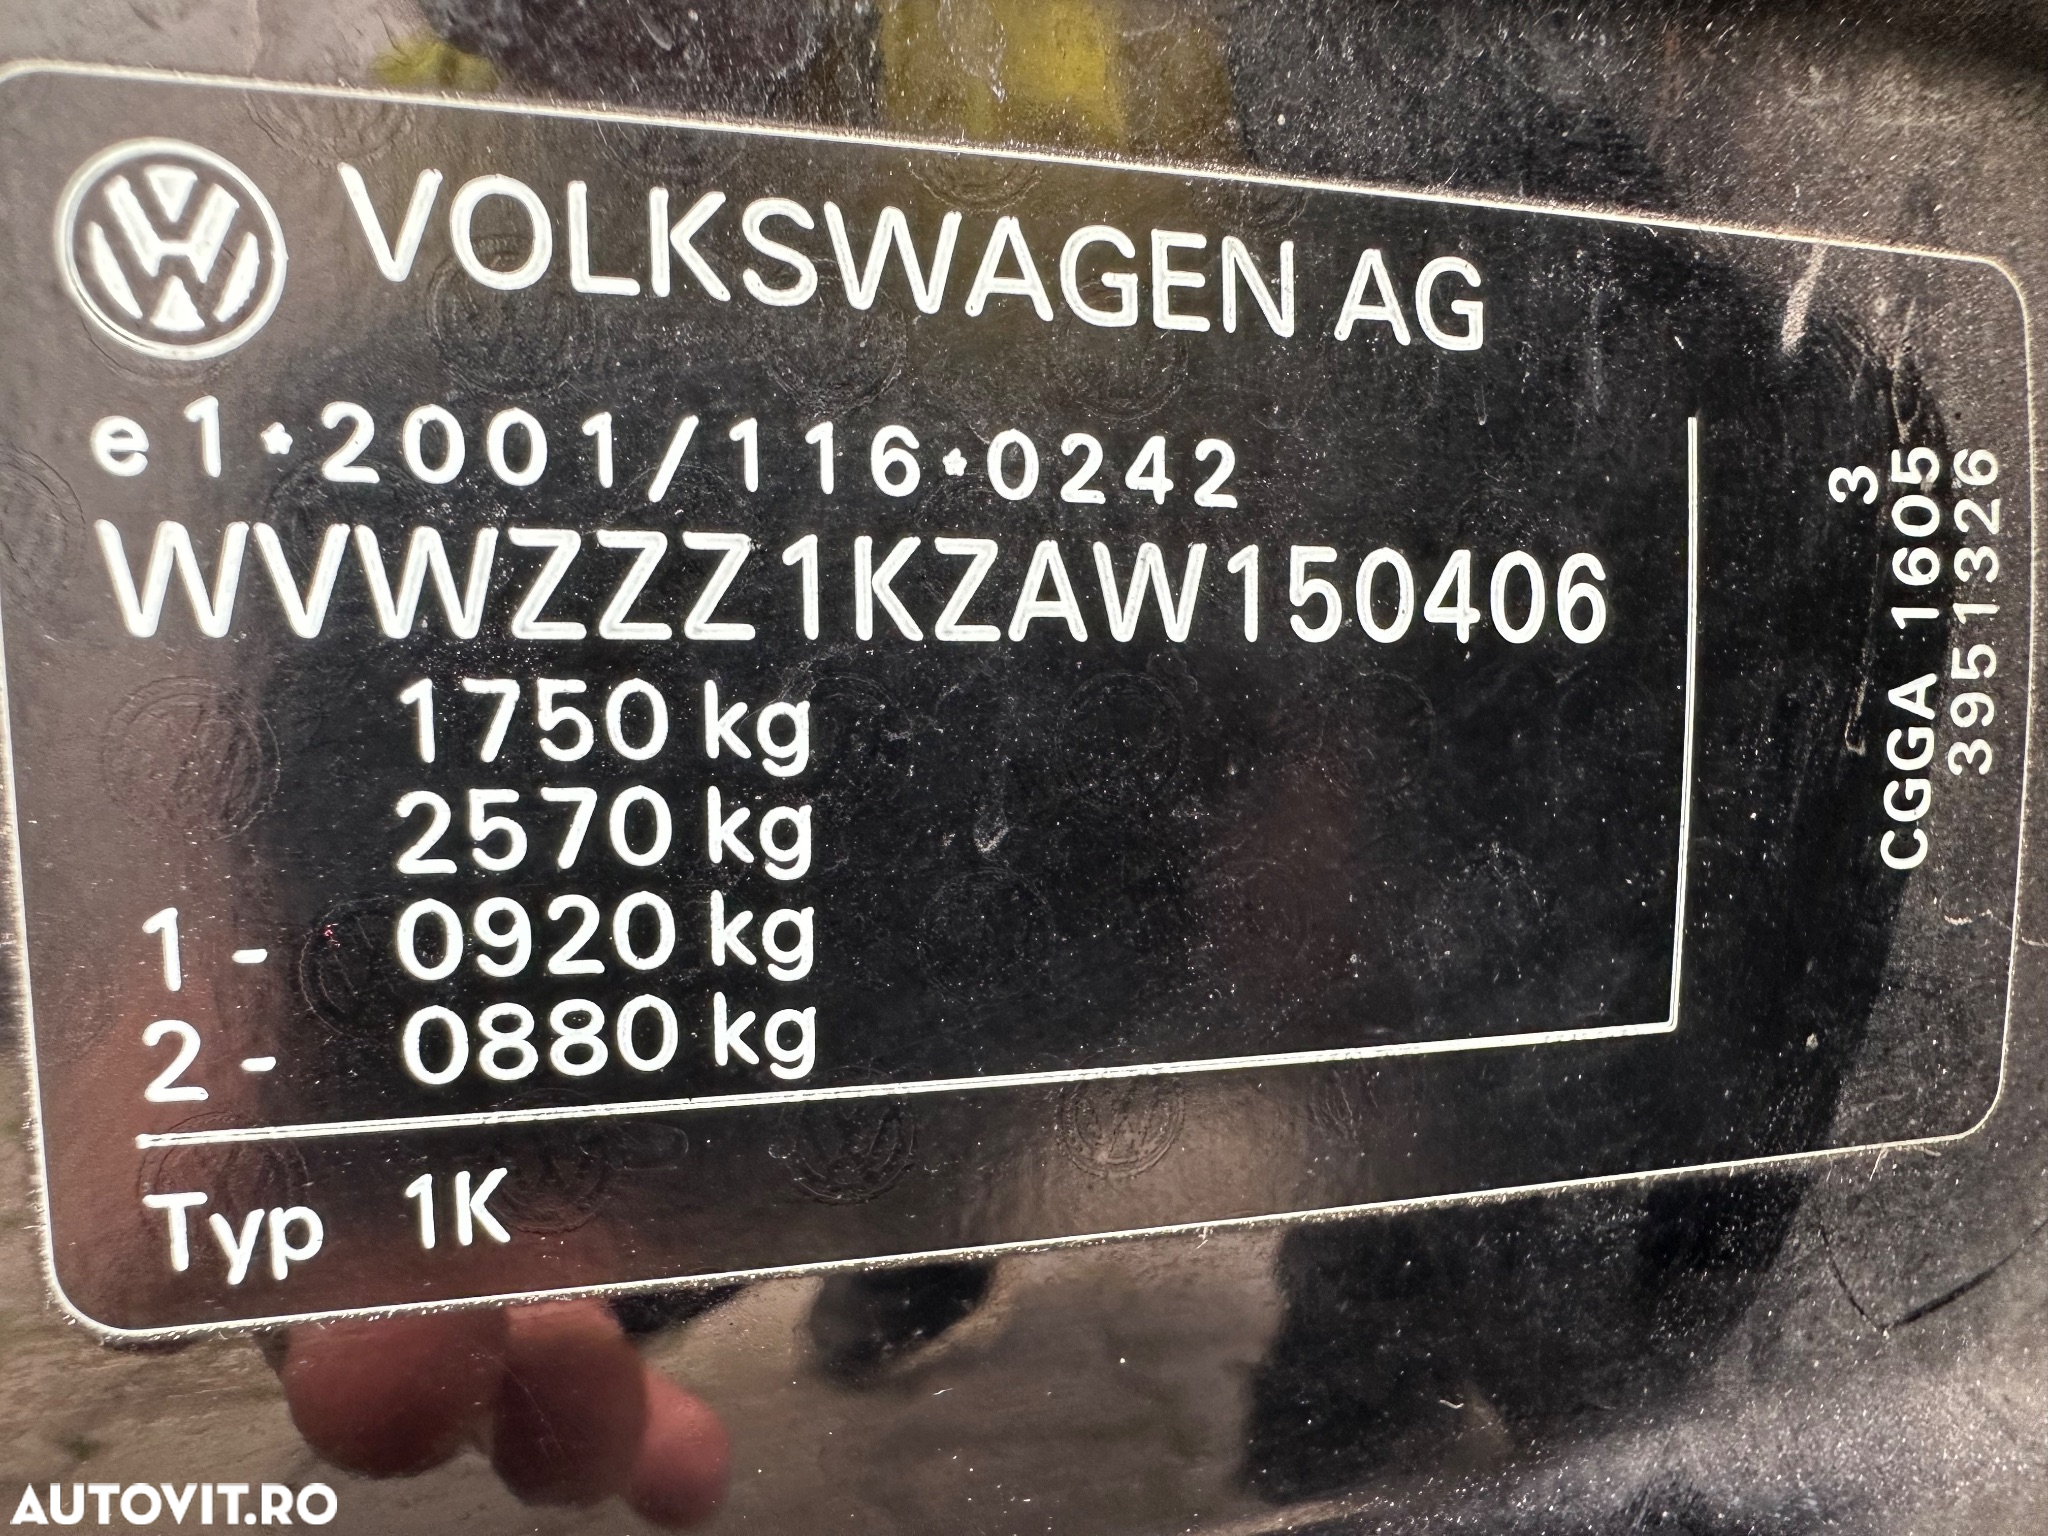 VOLKSWAGEN AG
e1*2001/116*0242
WVWZZZ1KZAW150406
1750 kg
2570 kg
1 - 0920 kg
2 - 0880 kg
Typ 1K
3
CGGA 1605
3951326
AUTOVIT.RO